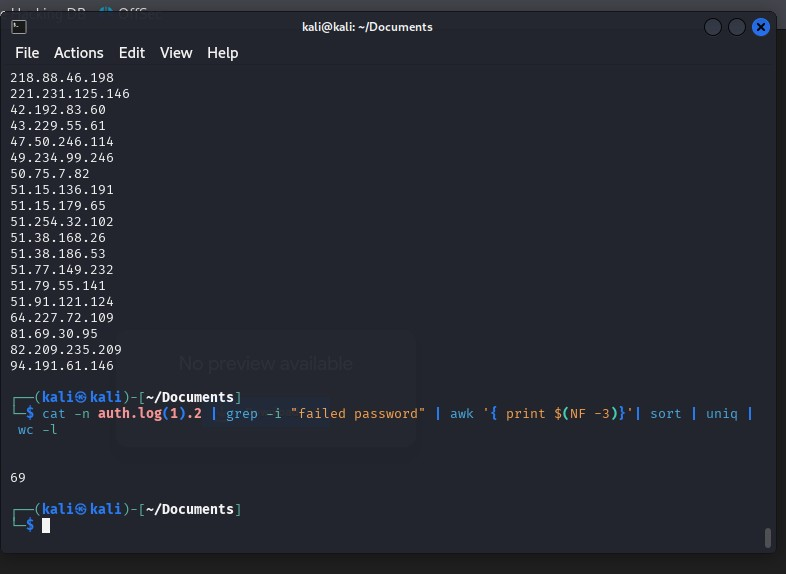 Hacking DB OffSec
kali@kali: ~/Documents
File Actions Edit View Help
218.88.46.198
221.231.125.146
42.192.83.60
43.229.55.61
47.50.246.114
49.234.99.246
50.75.7.82
51.15.136.191
51.15.179.65
51.254.32.102
51.38.168.26
51.38.186.53
51.77.149.232
51.79.55.141
51.91.121.124
64.227.72.109
81.69.30.95
82.209.235.209
94.191.61.146
No preview available
┌──(kali㉿kali)-[~/Documents]
└─$ cat -n auth.log(1).2 | grep -i "failed password" | awk '{ print $(NF -3)}'| sort | uniq |
wc -l
69
┌──(kali㉿kali)-[~/Documents]
└─$